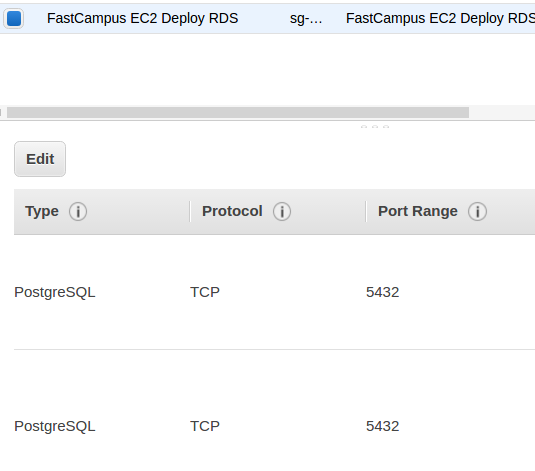 FastCampus EC2 Deploy RDS sg-... FastCampus EC2 Deploy RDS
Edit
Type Protocol Port Range
PostgreSQL TCP 5432
PostgreSQL TCP 5432